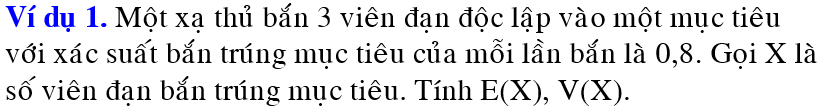 Ví dụ 1. Một xạ thủ bắn 3 viên đạn độc lập vào một mục tiêu
với xác suất bắn trúng mục tiêu của mỗi lần bắn là 0,8. Gọi X là
số viên đạn bắn trúng mục tiêu. Tính E(X), V(X).